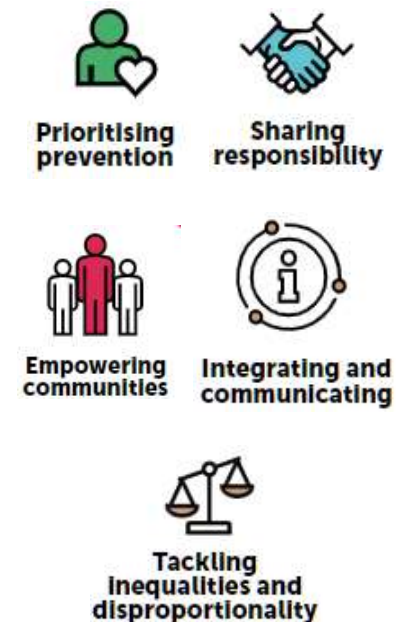 Prioritising
prevention
Sharing
responsibility
Empowering
communities
Integrating and
communicating
Tackling
inequalities and
disproportionality